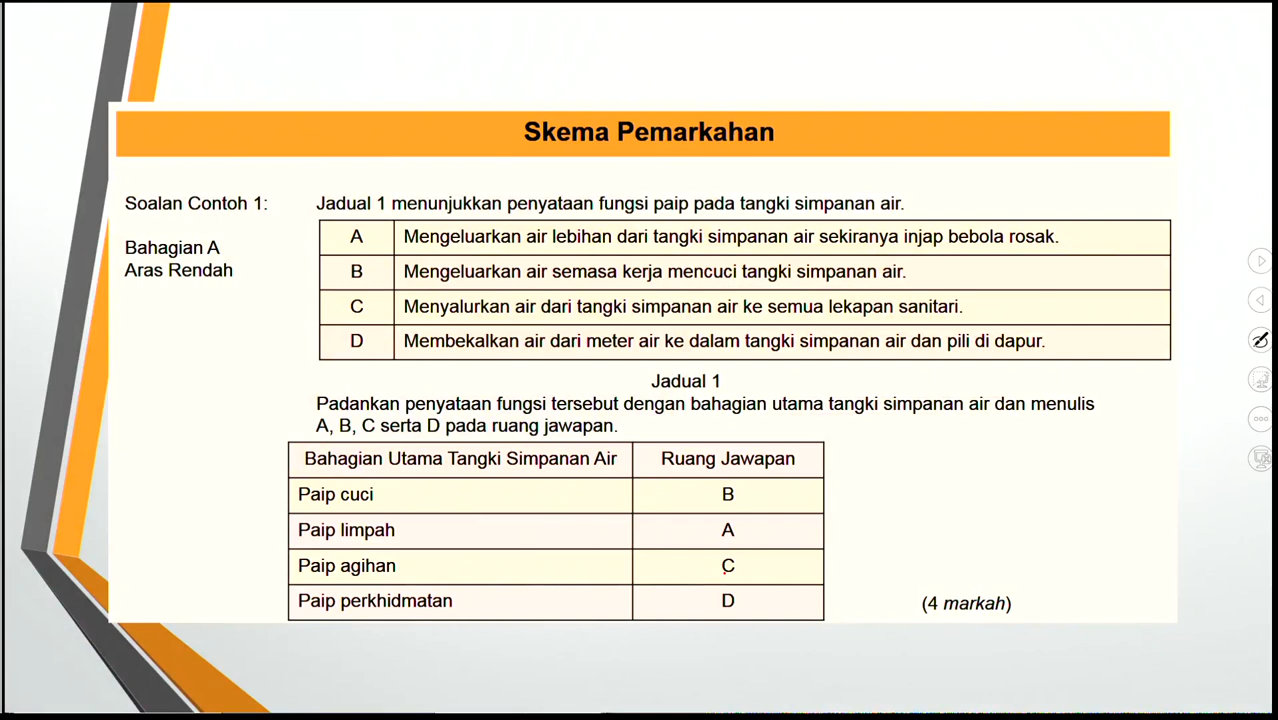 Skema Pemarkahan
Soalan Contoh 1:
Bahagian A
Aras Rendah
Jadual 1 menunjukkan penyataan fungsi paip pada tangki simpanan air.
A Mengeluarkan air lebihan dari tangki simpanan air sekiranya injap bebola rosak.
B Mengeluarkan air semasa kerja mencuci tangki simpanan air.
C Menyalurkan air dari tangki simpanan air ke semua lekapan sanitari.
D Membekalkan air dari meter air ke dalam tangki simpanan air dan pili di dapur.
Jadual 1
Padankan penyataan fungsi tersebut dengan bahagian utama tangki simpanan air dan menulis
A, B, C serta D pada ruang jawapan.
Bahagian Utama Tangki Simpanan Air Ruang Jawapan
Paip cuci B
Paip limpah A
Paip agihan C
Paip perkhidmatan D
(4 markah)